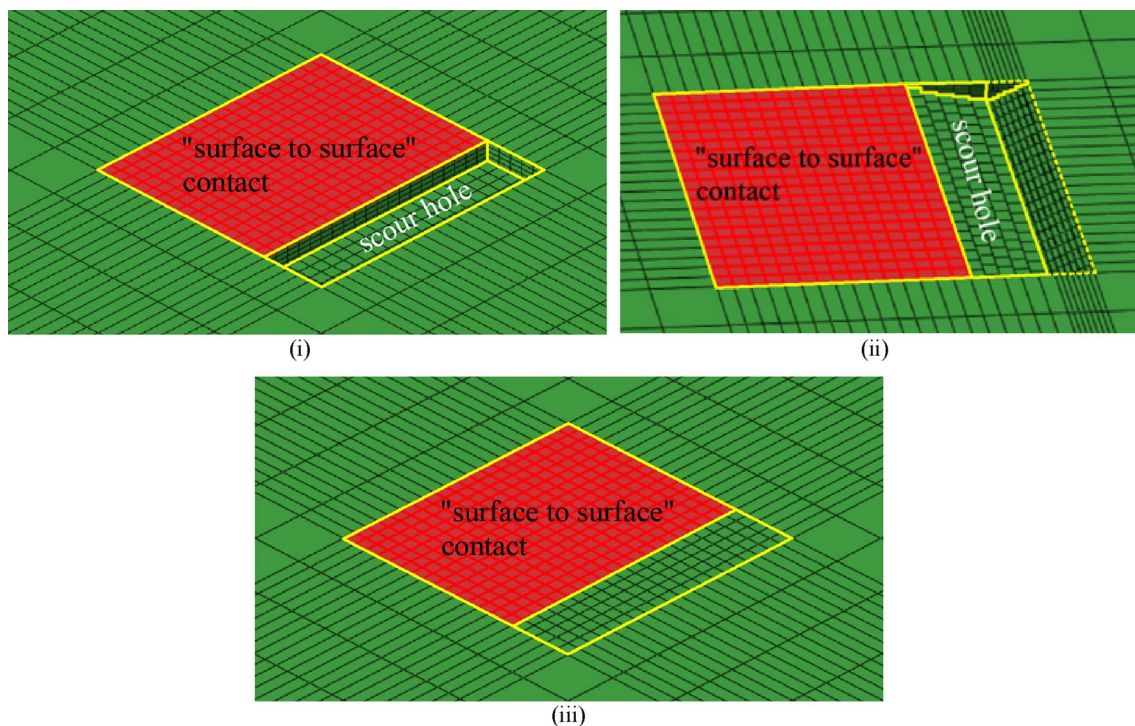 "surface to surface"
contact
scour hole
(i)
"surface to surface"
contact
scour hole
(ii)
"surface to surface"
contact
(iii)